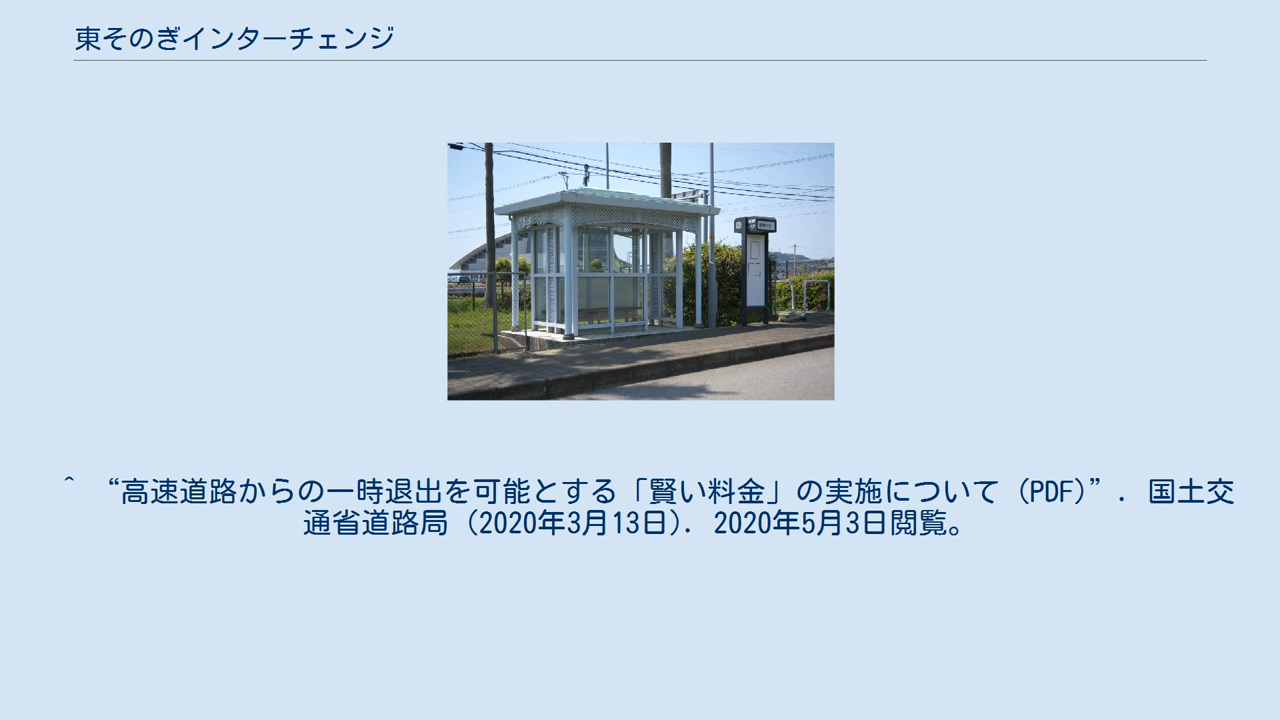 東そのぎインターチェンジ
^ “高速道路からの一時退出を可能とする「賢い料金」の実施について (PDF)”. 国土交
通省道路局 (2020年3月13日). 2020年5月3日閲覧。